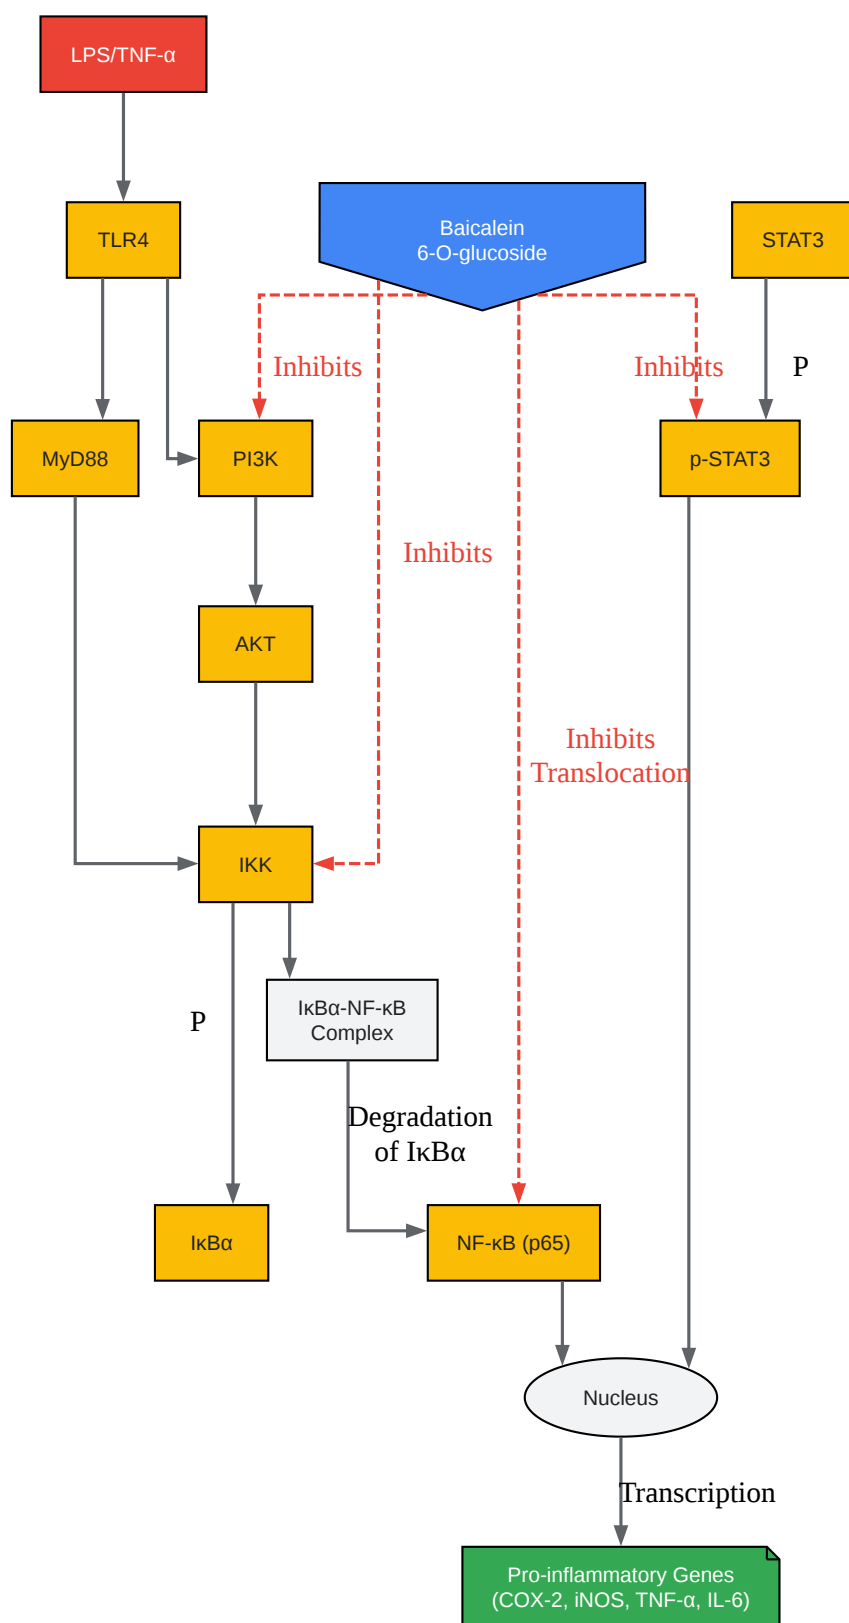 LPS/TNF-α
TLR4
Baicalein
6-O-glucoside
STAT3
Inhibits
Inhibits
P
MyD88
PI3K
p-STAT3
Inhibits
AKT
Inhibits
Translocation
IKK
IκBα-NF-κB
Complex
P
Degradation
of IκBα
IκBα
NF-κB (p65)
Nucleus
Transcription
Pro-inflammatory Genes
(COX-2, iNOS, TNF-α, IL-6)